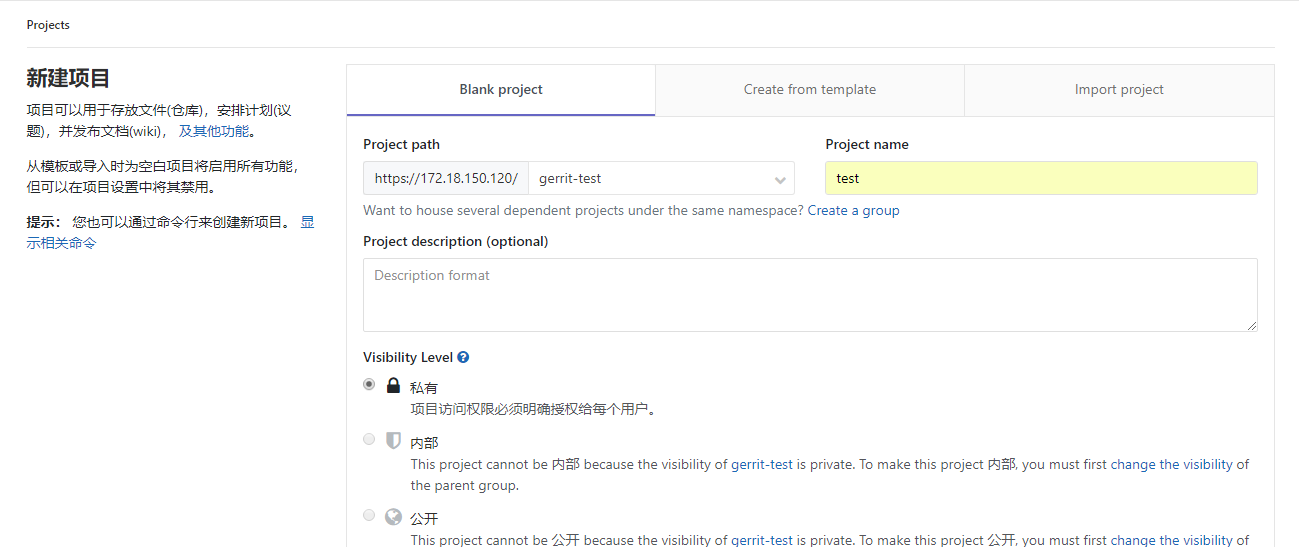 Projects
新建项目
项目可以用于存放文件(仓库)，安排计划(议
题)，并发布文档(wiki)， 及其他功能。
从模板或导入时为空白项目将启用所有功能，
但可以在项目设置中将其禁用。
提示： 您也可以通过命令行来创建新项目。 显
示相关命令
Blank project
Create from template
Import project
Project path
Project name
https://172.18.150.120/
gerrit-test
test
Want to house several dependent projects under the same namespace? Create a group
Project description (optional)
Description format
Visibility Level
私有
项目访问权限必须明确授权给每个用户。
内部
This project cannot be 内部 because the visibility of gerrit-test is private. To make this project 内部, you must first change the visibility of
the parent group.
公开
This project cannot be 公开 because the visibility of gerrit-test is private. To make this project 公开, you must first change the visibility of